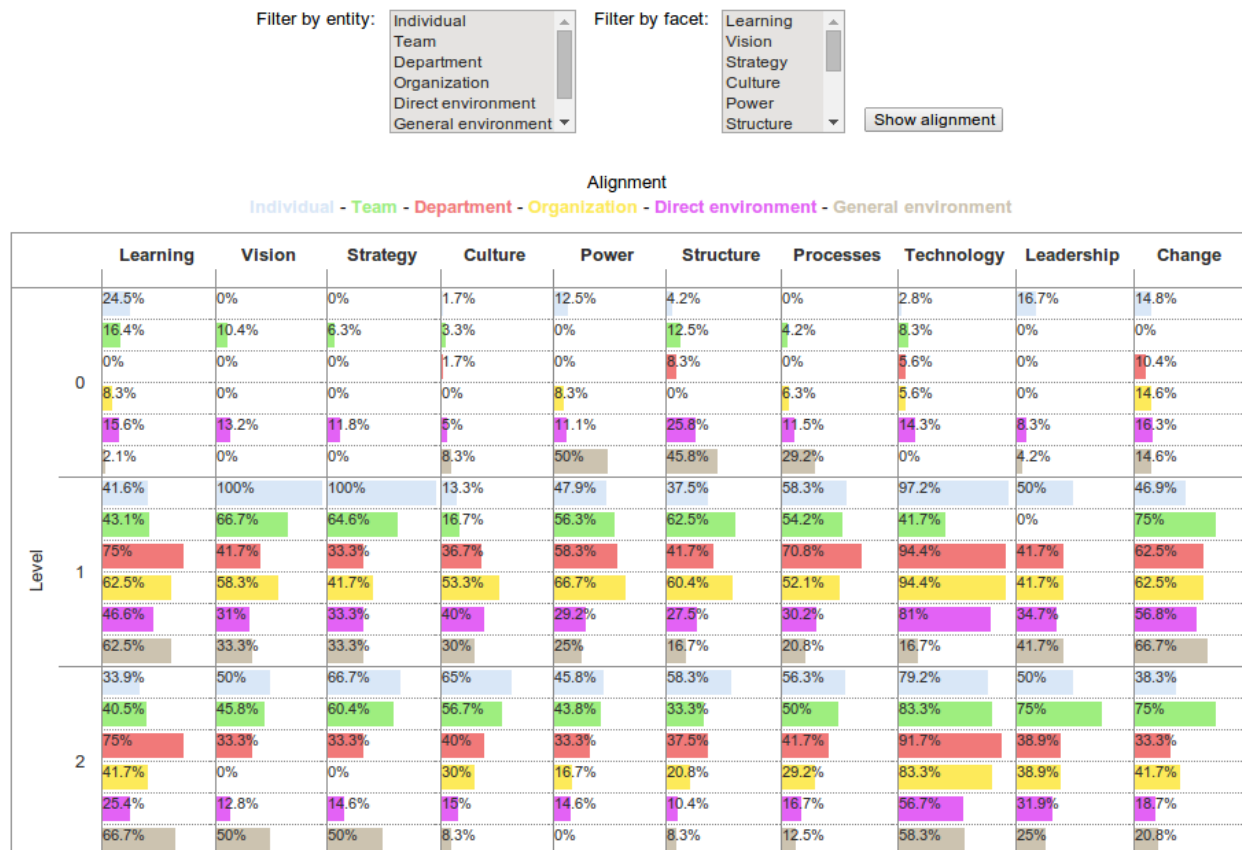 Filter by entity: Individual Filter by facet: Learning
Team Vision
Department Strategy
Organization Culture
Direct environment Power
General environment Structure Show alignment
Alignment
Individual - Team - Department - Organization - Direct environment - General environment
Learning Vision Strategy Culture Power Structure Processes Technology Leadership Change
24.5% 0% 0% 1.7% 12.5% 4.2% 0% 2.8% 16.7% 14.8%
16.4% 10.4% 6.3% 3.3% 0% 12.5% 4.2% 8.3% 0% 0%
0% 0% 0% 1.7% 0% 8.3% 0% 5.6% 0% 10.4%
0
8.3% 0% 0% 0% 8.3% 0% 6.3% 5.6% 0% 14.6%
15.6% 13.2% 11.8% 5% 11.1% 25.8% 11.5% 14.3% 8.3% 16.3%
2.1% 0% 0% 8.3% 50% 45.8% 29.2% 0% 4.2% 14.6%
41.6% 100% 100% 13.3% 47.9% 37.5% 58.3% 97.2% 50% 46.9%
43.1% 66.7% 64.6% 16.7% 56.3% 62.5% 54.2% 41.7% 0% 75%
75% 41.7% 33.3% 36.7% 58.3% 41.7% 70.8% 94.4% 41.7% 62.5%
Level
1
62.5% 58.3% 41.7% 53.3% 66.7% 60.4% 52.1% 94.4% 41.7% 62.5%
46.6% 31% 33.3% 40% 29.2% 27.5% 30.2% 81% 34.7% 56.8%
62.5% 33.3% 33.3% 30% 25% 16.7% 20.8% 16.7% 41.7% 66.7%
33.9% 50% 66.7% 65% 45.8% 58.3% 56.3% 79.2% 50% 38.3%
40.5% 45.8% 60.4% 56.7% 43.8% 33.3% 50% 83.3% 75% 75%
75% 33.3% 33.3% 40% 33.3% 37.5% 41.7% 91.7% 38.9% 33.3%
2
41.7% 0% 0% 30% 16.7% 20.8% 29.2% 83.3% 38.9% 41.7%
25.4% 12.8% 14.6% 15% 14.6% 10.4% 16.7% 56.7% 31.9% 18.7%
66.7% 50% 50% 8.3% 0% 8.3% 12.5% 58.3% 25% 20.8%